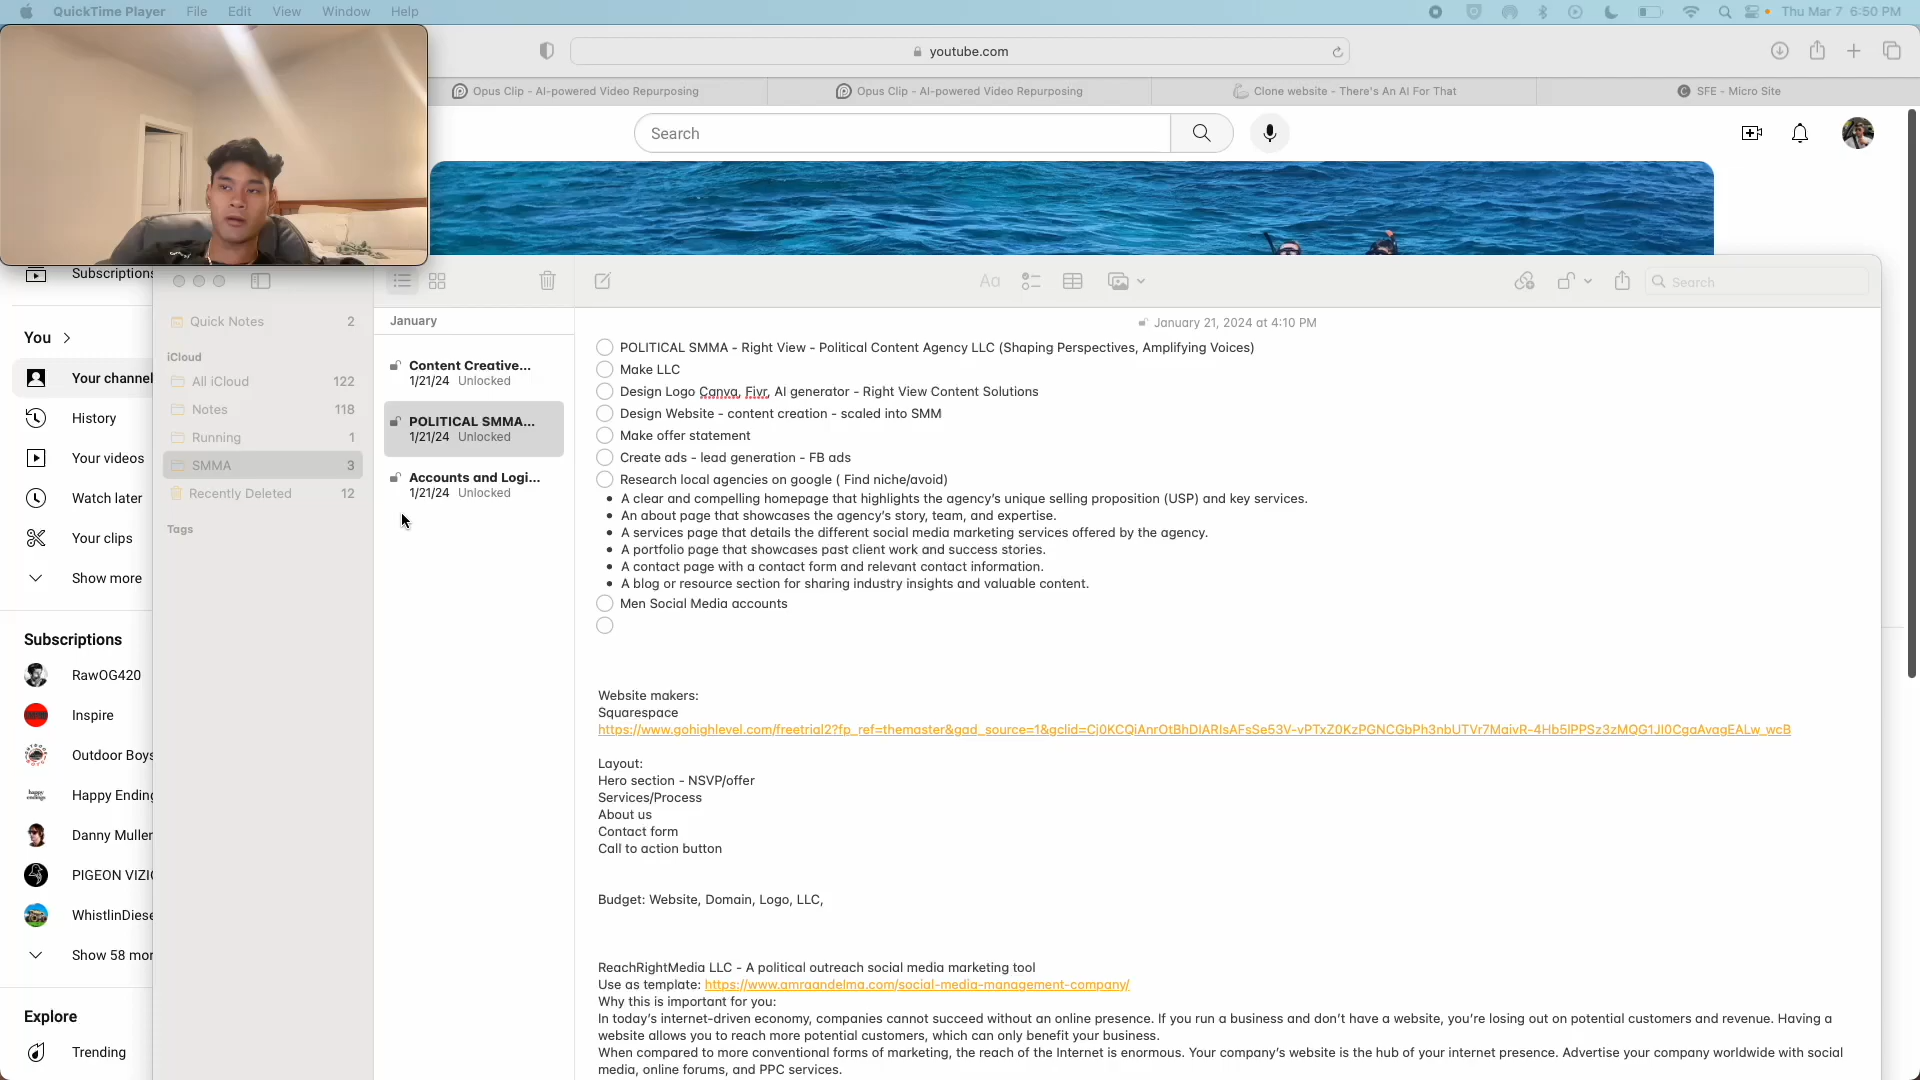 QuickTime Player File Edit View Window Help Thu Mar 7 6:50 PM
youtube.com
Opus Clip - AI-powered Video Repurposing
Opus Clip - AI-powered Video Repurposing
Clone website - There's An AI For That
SFE - Micro Site
Search
Subscriptions
You
Your channel
History
Your videos
Watch later
Your clips
Show more
Subscriptions
RawOG420
Inspire
Outdoor Boys
Happy Ending
Danny Muller
PIGEON VIZIO
WhistlinDiese
Show 58 mor
Explore
Trending
Quick Notes 2
iCloud
All iCloud 122
Notes 118
Running 1
SMMA 3
Recently Deleted 12
Tags
January
Content Creative...
1/21/24 Unlocked
POLITICAL SMMA...
1/21/24 Unlocked
Accounts and Logi...
1/21/24 Unlocked
Aa
Search
January 21, 2024 at 4:10 PM
POLITICAL SMMA - Right View - Political Content Agency LLC (Shaping Perspectives, Amplifying Voices)
Make LLC
Design Logo Canva, Fivr, AI generator - Right View Content Solutions
Design Website - content creation - scaled into SMM
Make offer statement
Create ads - lead generation - FB ads
Research local agencies on google ( Find niche/avoid)
• A clear and compelling homepage that highlights the agency's unique selling proposition (USP) and key services.
• An about page that showcases the agency's story, team, and expertise.
• A services page that details the different social media marketing services offered by the agency.
• A portfolio page that showcases past client work and success stories.
• A contact page with a contact form and relevant contact information.
• A blog or resource section for sharing industry insights and valuable content.
Men Social Media accounts
Website makers:
Squarespace
https://www.gohighlevel.com/freetrial2?fp_ref=themaster&gad_source=1&gclid=Cj0KCQiAnrOtBhDIARIsAFsSe53V-vPTxZ0KzPGNCGbPh3nbUTVr7MaivR-4Hb5lPPSz3zMQG1JI0CgaAvagEALw_wcB
Layout:
Hero section - NSVP/offer
Services/Process
About us
Contact form
Call to action button
Budget: Website, Domain, Logo, LLC,
ReachRightMedia LLC - A political outreach social media marketing tool
Use as template: https://www.amraandelma.com/social-media-management-company/
Why this is important for you:
In today's internet-driven economy, companies cannot succeed without an online presence. If you run a business and don't have a website, you're losing out on potential customers and revenue. Having a
website allows you to reach more potential customers, which can only benefit your business.
When compared to more conventional forms of marketing, the reach of the Internet is enormous. Your company's website is the hub of your internet presence. Advertise your company worldwide with social
media, online forums, and PPC services.